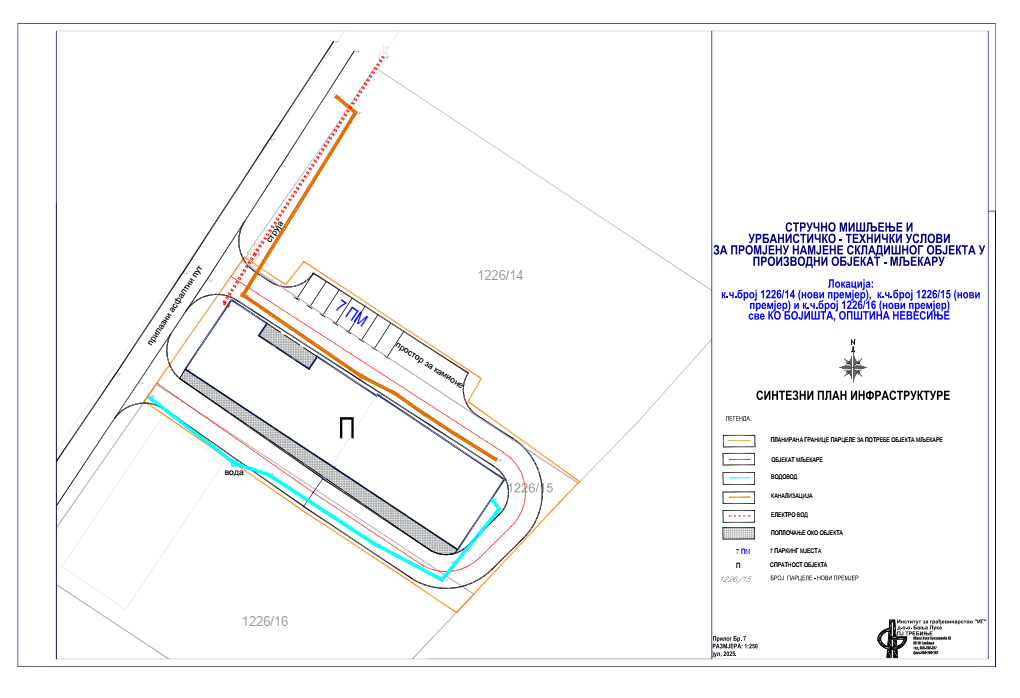 СТРУЧНО МИШЉЕЊЕ И
УРБАНИСТИЧКО - ТЕХНИЧКИ УСЛОВИ
ЗА ПРОМЈЕНУ НАМЈЕНЕ СКЛАДИШНОГ ОБЈЕКТА У
ПРОИЗВОДНИ ОБЈЕКАТ - МЉЕКАРУ
Локација:
к.ч.број 1226/14 (нови премјер), к.ч.број 1226/15 (нови
премјер) и к.ч.број 1226/16 (нови премјер)
све КО БОЈИШТА, ОПШТИНА НЕВЕСИЊЕ
N
СИНТЕЗНИ ПЛАН ИНФРАСТРУКТУРЕ
ЛЕГЕНДА:
ПЛАНИРАНА ГРАНИЦЕ ПАРЦЕЛЕ ЗА ПОТРЕБЕ ОБЈЕКТА МЉЕКАРЕ
ОБЈЕКАТ МЉЕКАРЕ
ВОДОВОД
КАНАЛИЗАЦИЈА
ЕЛЕКТРО ВОД
ПОПЛОЧАЊЕ ОКО ОБЈЕКТА
7 ПМ 7 ПАРКИНГ МЈЕСТА
П СПРАТНОСТ ОБЈЕКТА
1226/15 БРОЈ ПАРЦЕЛЕ - НОВИ ПРЕМЈЕР
Прилог Бр. 7
РАЗМЈЕРА: 1:250
јул, 2025.
Институт за грађевинарство "ИГ"
д.о.о. Бања Лука
ПЈ ТРЕБИЊЕ
струја
1226/14
прилазни асфалтни пут
7 ПМ
простор за камионе
П
вода
1226/15
1226/16